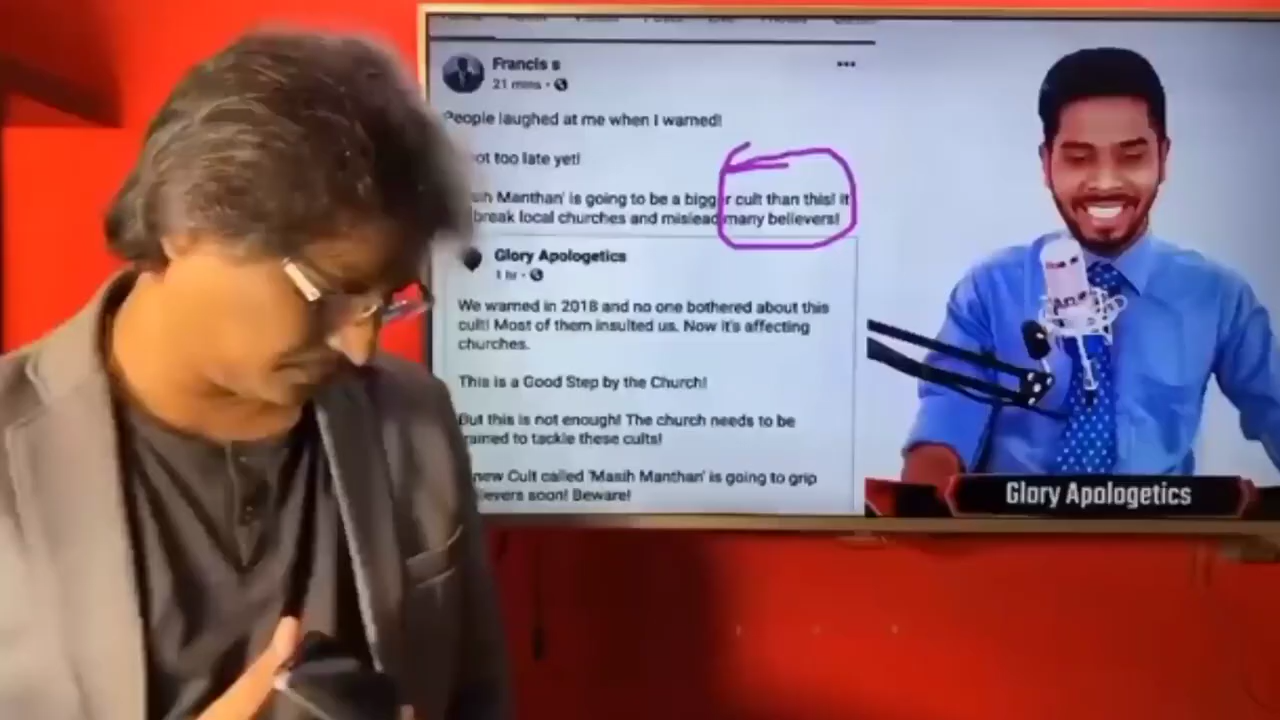 Francis s
21 mins
People laughed at me when I warned!
ot too late yet!
Manthan' is going to be a bigger cult than this! It
break local churches and mislead many believers!
Glory Apologetics
1 hr
We warned in 2018 and no one bothered about this
cult! Most of them insulted us. Now it's affecting
churches.
This is a Good Step by the Church!
But this is not enough! The church needs to be
rained to tackle these cults!
new Cult called 'Masih Manthan' is going to grip
lievers soon! Beware!
Glory Apologetics